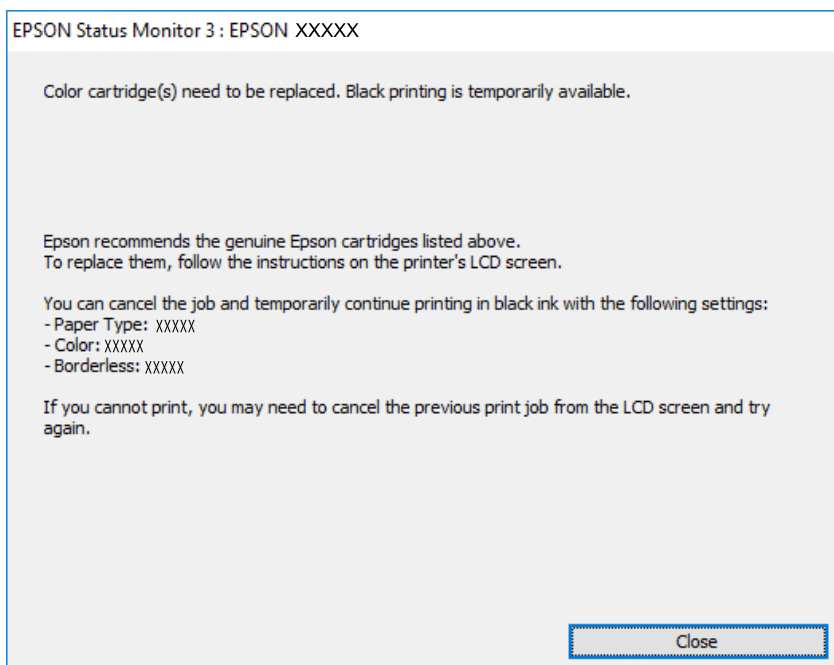 EPSON Status Monitor 3 : EPSON XXXXX
Color cartridge(s) need to be replaced. Black printing is temporarily available.
Epson recommends the genuine Epson cartridges listed above.
To replace them, follow the instructions on the printer's LCD screen.
You can cancel the job and temporarily continue printing in black ink with the following settings:
- Paper Type: XXXXX
- Color: XXXXX
- Borderless: XXXXX
If you cannot print, you may need to cancel the previous print job from the LCD screen and try
again.
Close